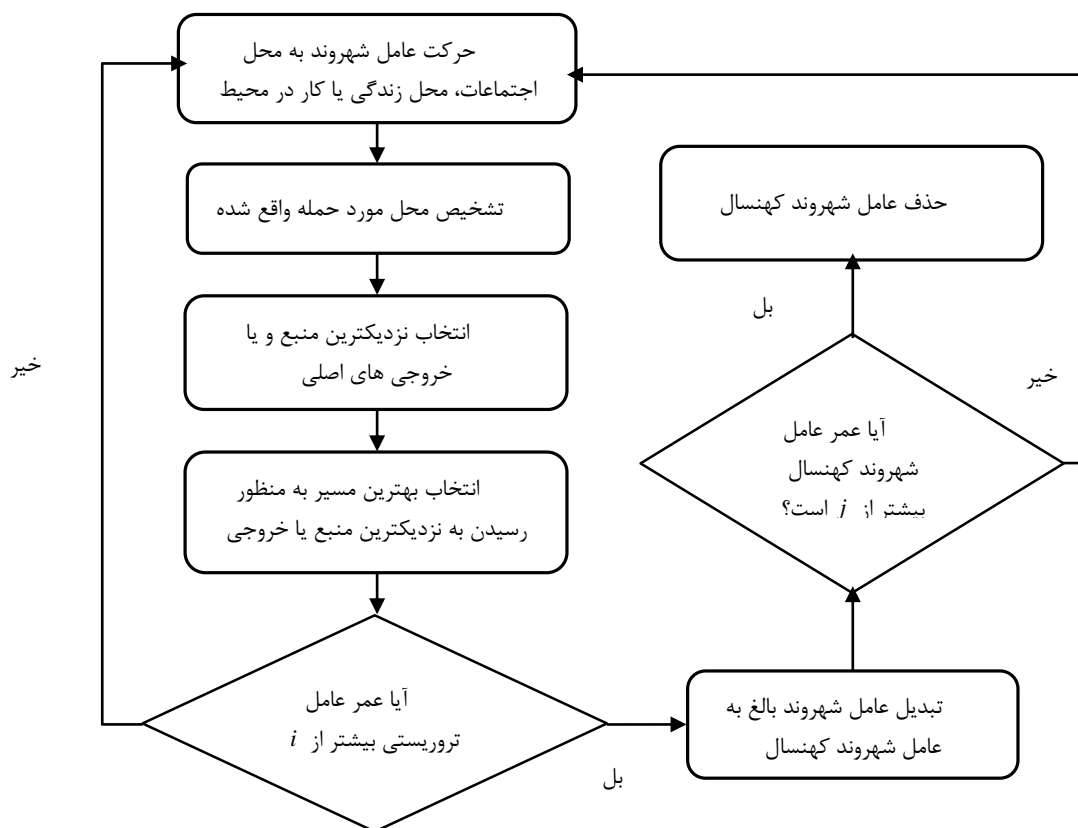 حرکت عامل شهروند به محل
اجتماعات، محل زندگی یا کار در محیط
تشخیص محل مورد حمله واقع شده
انتخاب نزدیکترین منبع و یا
خروجی های اصلی
انتخاب بهترین مسیر به منظور
رسیدن به نزدیکترین منبع یا خروجی
آیا عمر عامل
تروریستی بیشتر از i
خیر
بل
تبدیل عامل شهروند بالغ به
عامل شهروند کهنسال
آیا عمر عامل
شهروند کهنسال
بیشتر از j است؟
بل
خیر
حذف عامل شهروند کهنسال